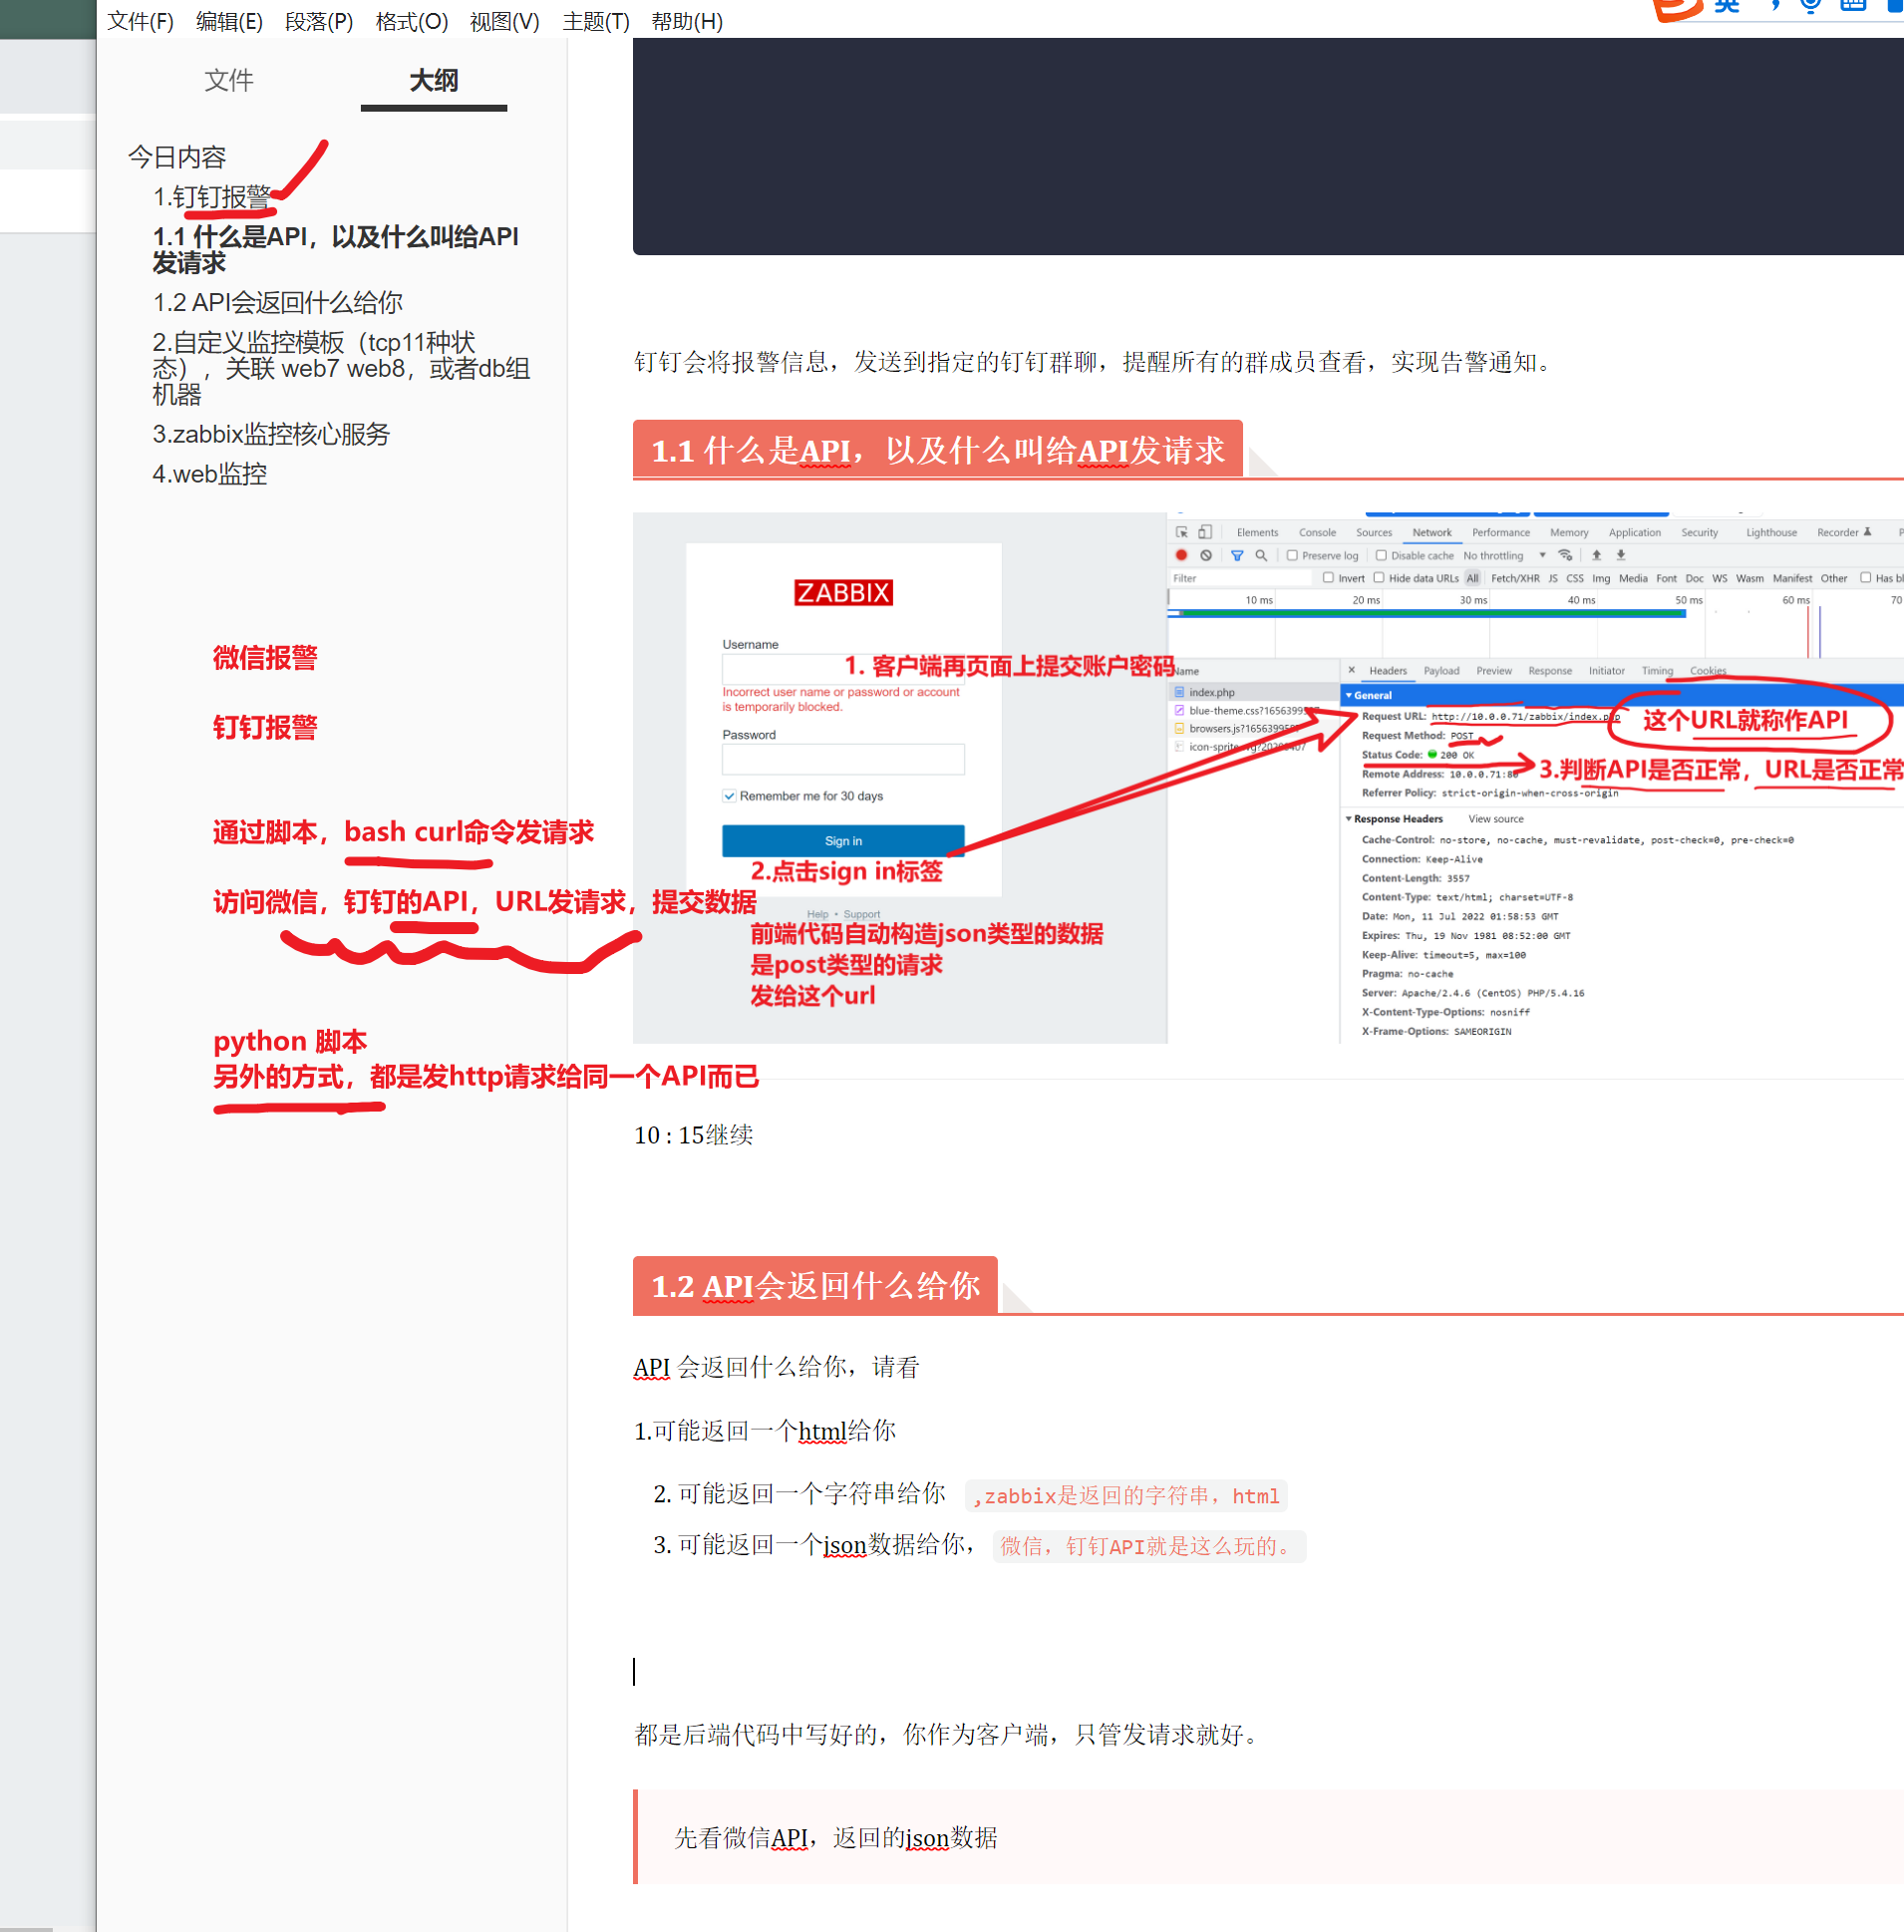 文件(F) 编辑(E) 段落(P) 格式(O) 视图(V) 主题(T) 帮助(H)
英
文件 大纲
今日内容
1.钉钉报警
1.1 什么是API，以及什么叫给API
发请求
1.2 API会返回什么给你
2.自定义监控模板（tcp11种状
态），关联 web7 web8，或者db组
机器
3.zabbix监控核心服务
4.web监控
微信报警
钉钉报警
通过脚本，bash curl命令发请求
访问微信，钉钉的API，URL发请求，提交数据
python 脚本
另外的方式，都是发http请求给同一个API而已
钉钉会将报警信息，发送到指定的钉钉群聊，提醒所有的群成员查看，实现告警通知。
1.1 什么是API，以及什么叫给API发请求
ZABBIX
Username
1. 客户端再页面上提交账户密码
Incorrect user name or password or account
is temporarily blocked.
Password
Remember me for 30 days
Sign in
2.点击sign in标签
Help • Support
前端代码自动构造json类型的数据
是post类型的请求
发给这个url
Elements Console Sources Network Performance Memory Application Security Lighthouse Recorder
Preserve log Disable cache No throttling
Filter Invert Hide data URLs All Fetch/XHR JS CSS Img Media Font Doc WS Wasm Manifest Other Has bl
10 ms 20 ms 30 ms 40 ms 50 ms 60 ms 70
Name
index.php
blue-theme.css?1656399
browsers.js?165639958
Headers Payload Preview Response Initiator Timing Cookies
General
Request URL: http://10.0.0.71/zabbix/index.php
这个URL就称作API
Request Method: POST
Status Code: 200 OK
3.判断API是否正常，URL是否正常
Remote Address: 10.0.0.71:80
Referrer Policy: strict-origin-when-cross-origin
Response Headers View source
Cache-Control: no-store, no-cache, must-revalidate, post-check=0, pre-check=0
Connection: Keep-Alive
Content-Length: 3557
Content-Type: text/html; charset=UTF-8
Date: Mon, 11 Jul 2022 01:58:53 GMT
Expires: Thu, 19 Nov 1981 08:52:00 GMT
Keep-Alive: timeout=5, max=100
Pragma: no-cache
Server: Apache/2.4.6 (CentOS) PHP/5.4.16
X-Content-Type-Options: nosniff
X-Frame-Options: SAMEORIGIN
10 : 15继续
1.2 API会返回什么给你
API 会返回什么给你，请看
1.可能返回一个html给你
2. 可能返回一个字符串给你 ,zabbix是返回的字符串，html
3. 可能返回一个json数据给你， 微信，钉钉API就是这么玩的。
都是后端代码中写好的，你作为客户端，只管发请求就好。
先看微信API，返回的json数据